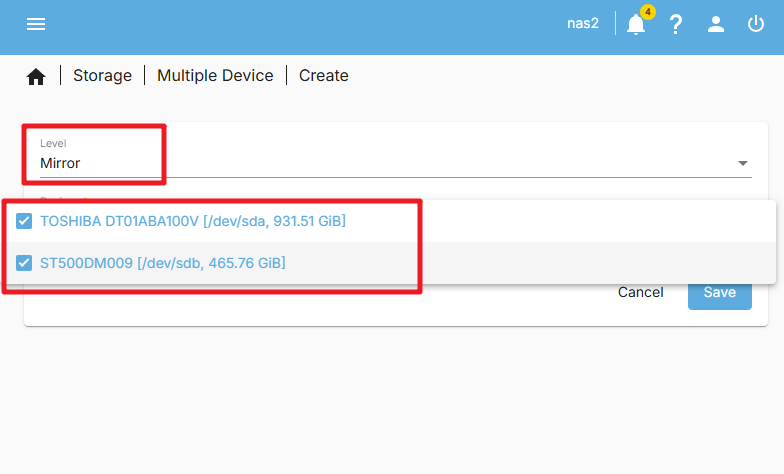 nas2
4
Storage | Multiple Device | Create
Level
Mirror
TOSHIBA DT01ABA100V [/dev/sda, 931.51 GiB]
ST500DM009 [/dev/sdb, 465.76 GiB]
Cancel Save